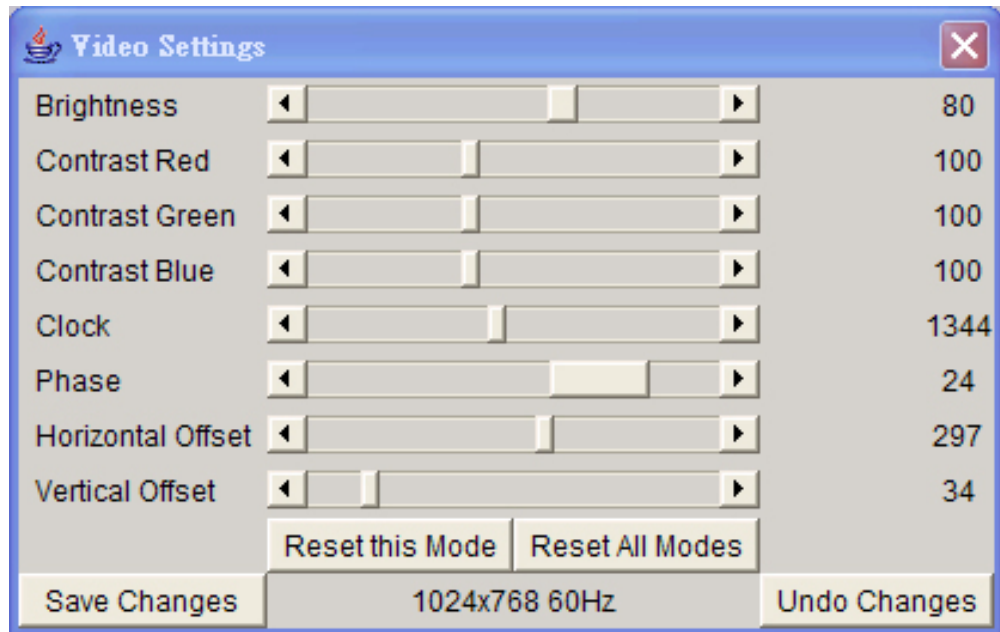 Video Settings
Brightness 80
Contrast Red 100
Contrast Green 100
Contrast Blue 100
Clock 1344
Phase 24
Horizontal Offset 297
Vertical Offset 34
Reset this Mode Reset All Modes
Save Changes 1024x768 60Hz Undo Changes